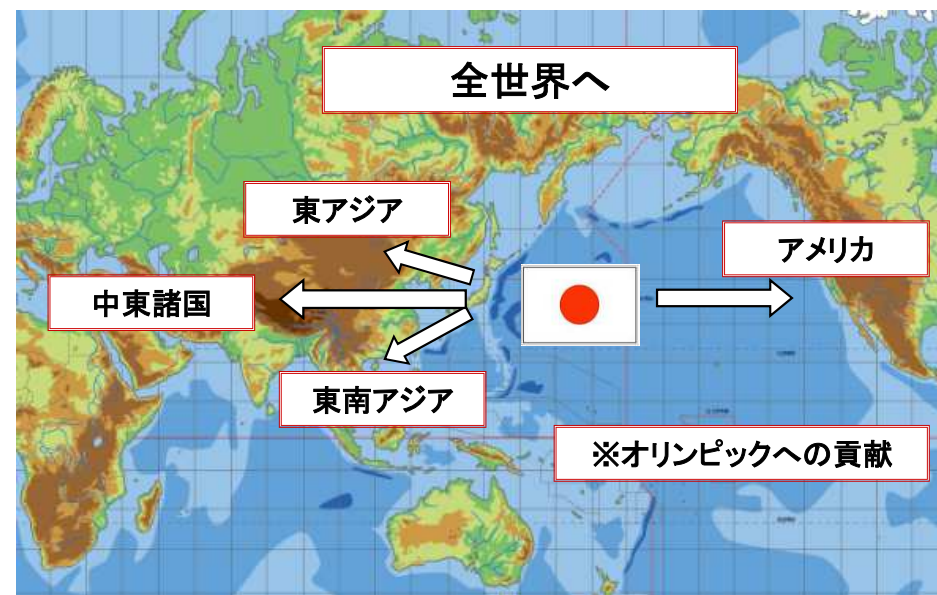 全世界へ
東アジア
アメリカ
中東諸国
東南アジア
※オリンピックへの貢献